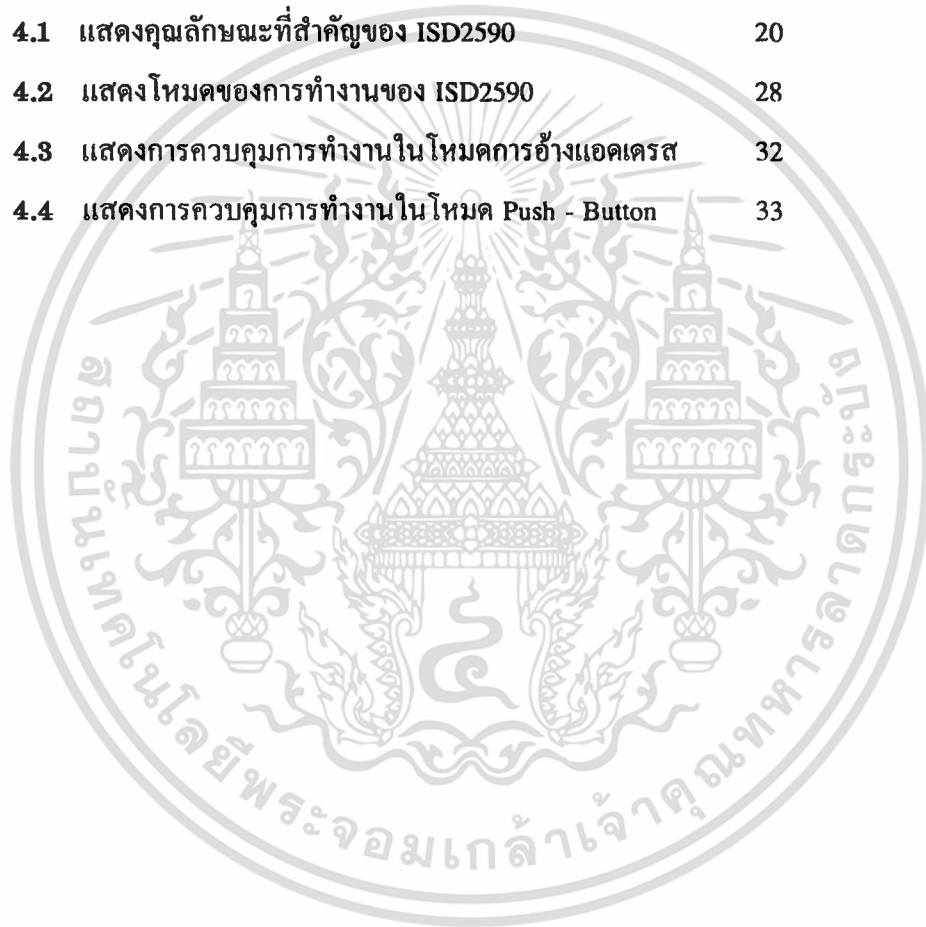 4.1 แสดงคุณลักษณะที่สำคัญของ ISD2590 20
4.2 แสดงโหมดของการทำงานของ ISD2590 28
4.3 แสดงการควบคุมการทำงานในโหมดการอ้างแอดเดรส 32
4.4 แสดงการควบคุมการทำงานในโหมด Push - Button 33
สถาบันเทคโนโลยีพระจอมเกล้าเจ้าคุณทหารลาดกระบัง